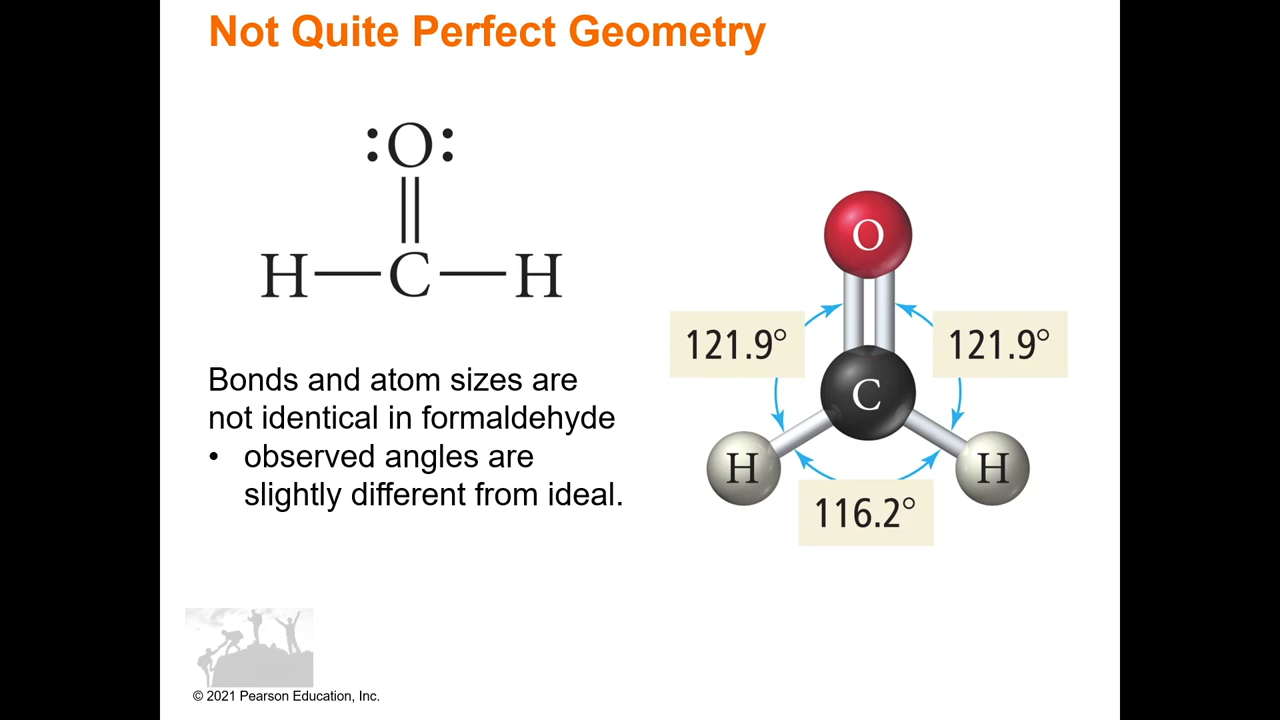 Not Quite Perfect Geometry
:O:
H—C—H
O
121.9°
121.9°
C
Bonds and atom sizes are
not identical in formaldehyde
• observed angles are
slightly different from ideal.
H
H
116.2°
© 2021 Pearson Education, Inc.